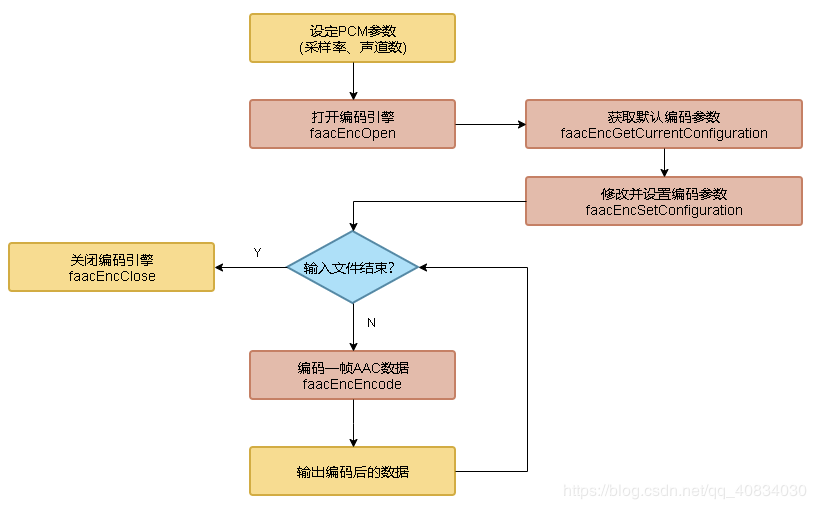 设定PCM参数
(采样率、声道数)
打开编码引擎
faacEncOpen
获取默认编码参数
faacEncGetCurrentConfiguration
修改并设置编码参数
faacEncSetConfiguration
关闭编码引擎
faacEncClose
Y
输入文件结束？
N
编码一帧AAC数据
faacEncEncode
输出编码后的数据
https://blog.csdn.net/qq_40834030